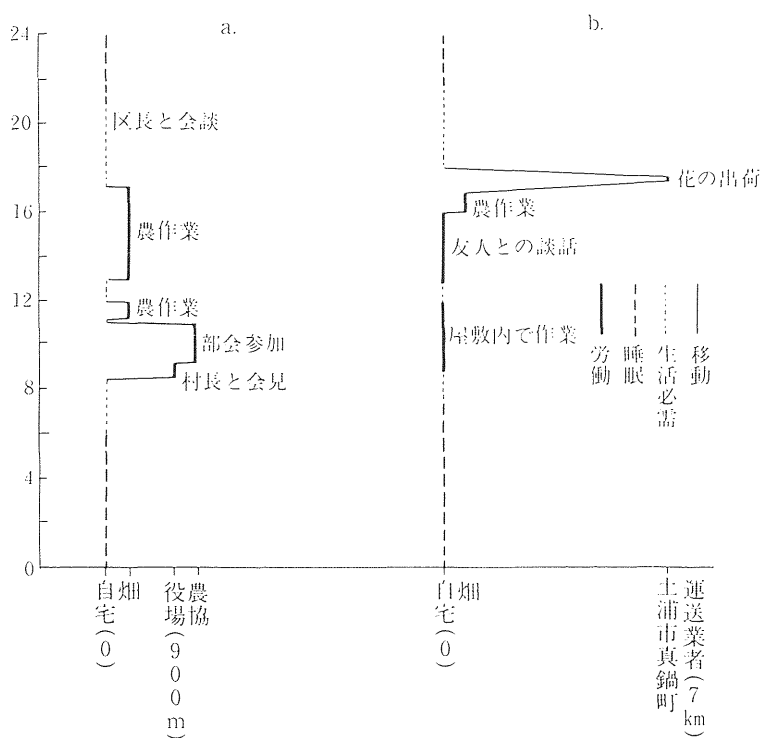 a.
b.
24
20
16
12
8
4
0
区長と会談
農作業
農作業
部会参加
村長と会見
花の出荷
農作業
友人との談話
屋敷内で作業
労働
睡眠
生活必需
移動
自宅(0)
畑
役場(900m)
農協
自宅(0)
畑
土浦市真鍋町
運送業者(7km)